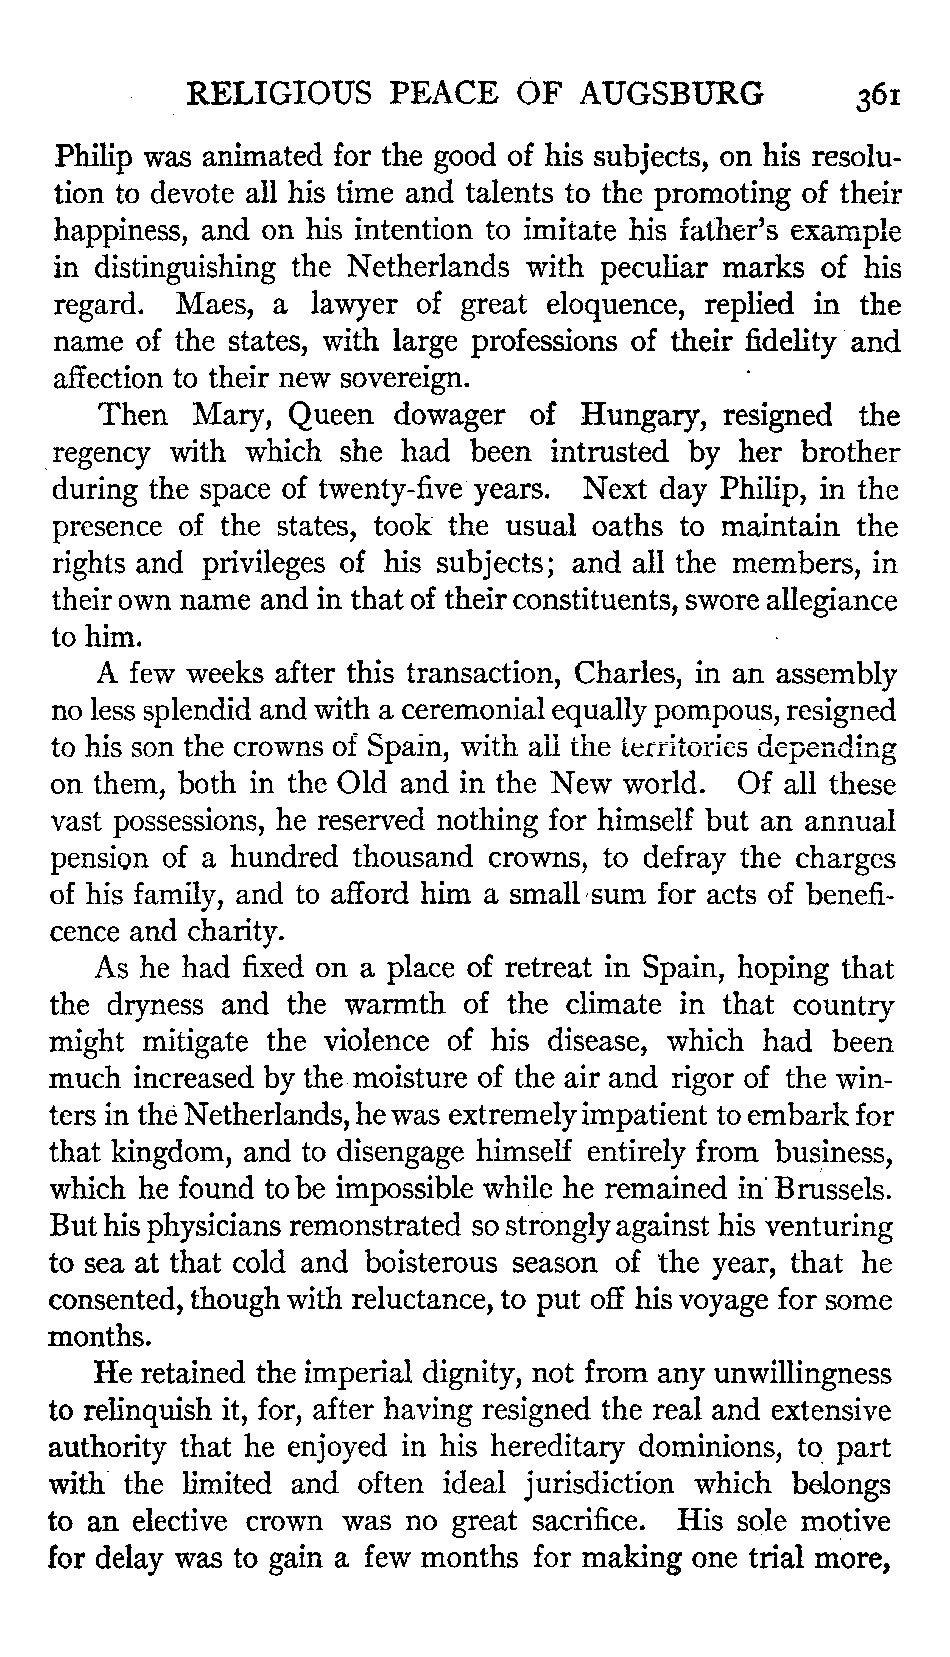 RELIGIOUS PEACE OF AUGSBURG 361
Philip was animated for the good of his subjects, on his resolu-
tion to devote all his time and talents to the promoting of their
happiness, and on his intention to imitate his father's example
in distinguishing the Netherlands with peculiar marks of his
regard. Maes, a lawyer of great eloquence, replied in the
name of the states, with large professions of their fidelity and
affection to their new sovereign.
Then Mary, Queen dowager of Hungary, resigned the
regency with which she had been intrusted by her brother
during the space of twenty-five years. Next day Philip, in the
presence of the states, took the usual oaths to maintain the
rights and privileges of his subjects; and all the members, in
their own name and in that of their constituents, swore allegiance
to him.
A few weeks after this transaction, Charles, in an assembly
no less splendid and with a ceremonial equally pompous, resigned
to his son the crowns of Spain, with all the territories depending
on them, both in the Old and in the New world. Of all these
vast possessions, he reserved nothing for himself but an annual
pension of a hundred thousand crowns, to defray the charges
of his family, and to afford him a small sum for acts of benefi-
cence and charity.
As he had fixed on a place of retreat in Spain, hoping that
the dryness and the warmth of the climate in that country
might mitigate the violence of his disease, which had been
much increased by the moisture of the air and rigor of the win-
ters in the Netherlands, he was extremely impatient to embark for
that kingdom, and to disengage himself entirely from business,
which he found to be impossible while he remained in Brussels.
But his physicians remonstrated so strongly against his venturing
to sea at that cold and boisterous season of the year, that he
consented, though with reluctance, to put off his voyage for some
months.
He retained the imperial dignity, not from any unwillingness
to relinquish it, for, after having resigned the real and extensive
authority that he enjoyed in his hereditary dominions, to part
with the limited and often ideal jurisdiction which belongs
to an elective crown was no great sacrifice. His sole motive
for delay was to gain a few months for making one trial more,